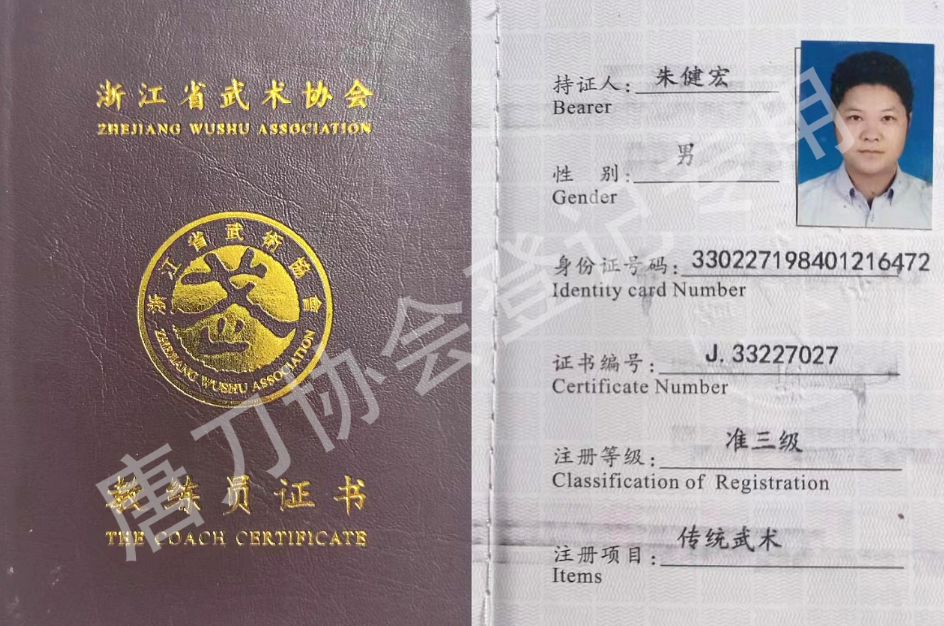 浙江省武术协会
ZHEJIANG WUSHU ASSOCIATION
浙江省武術協會
ZHEJIANG WUSHU ASSOCIATION
教练员证书
THE COACH CERTIFICATE
持证人: 朱健宏
Bearer
性 别: 男
Gender
身份证号码: 330227198401216472
Identity card Number
证书编号: J. 33227027
Certificate Number
注册等级: 准三级
Classification of Registration
注册项目: 传统武术
Items
唐刀协会登记专用